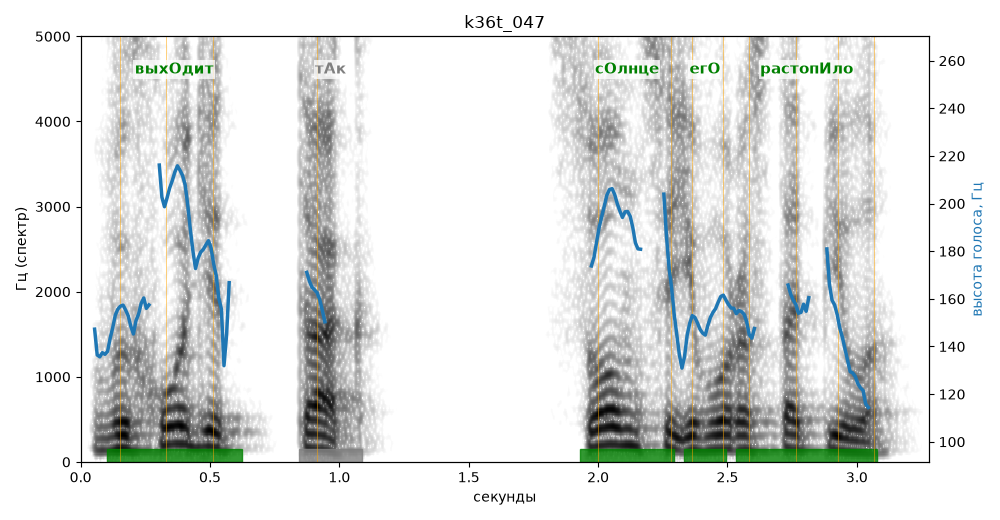 k36t_047
выхОдит тАк сОлнце егО растопИло
Гц (спектр)
5000
4000
3000
2000
1000
0
260
240
220
200
180
160
140
120
100
высота голоса, Гц
0.0 0.5 1.0 1.5 2.0 2.5 3.0
секунды